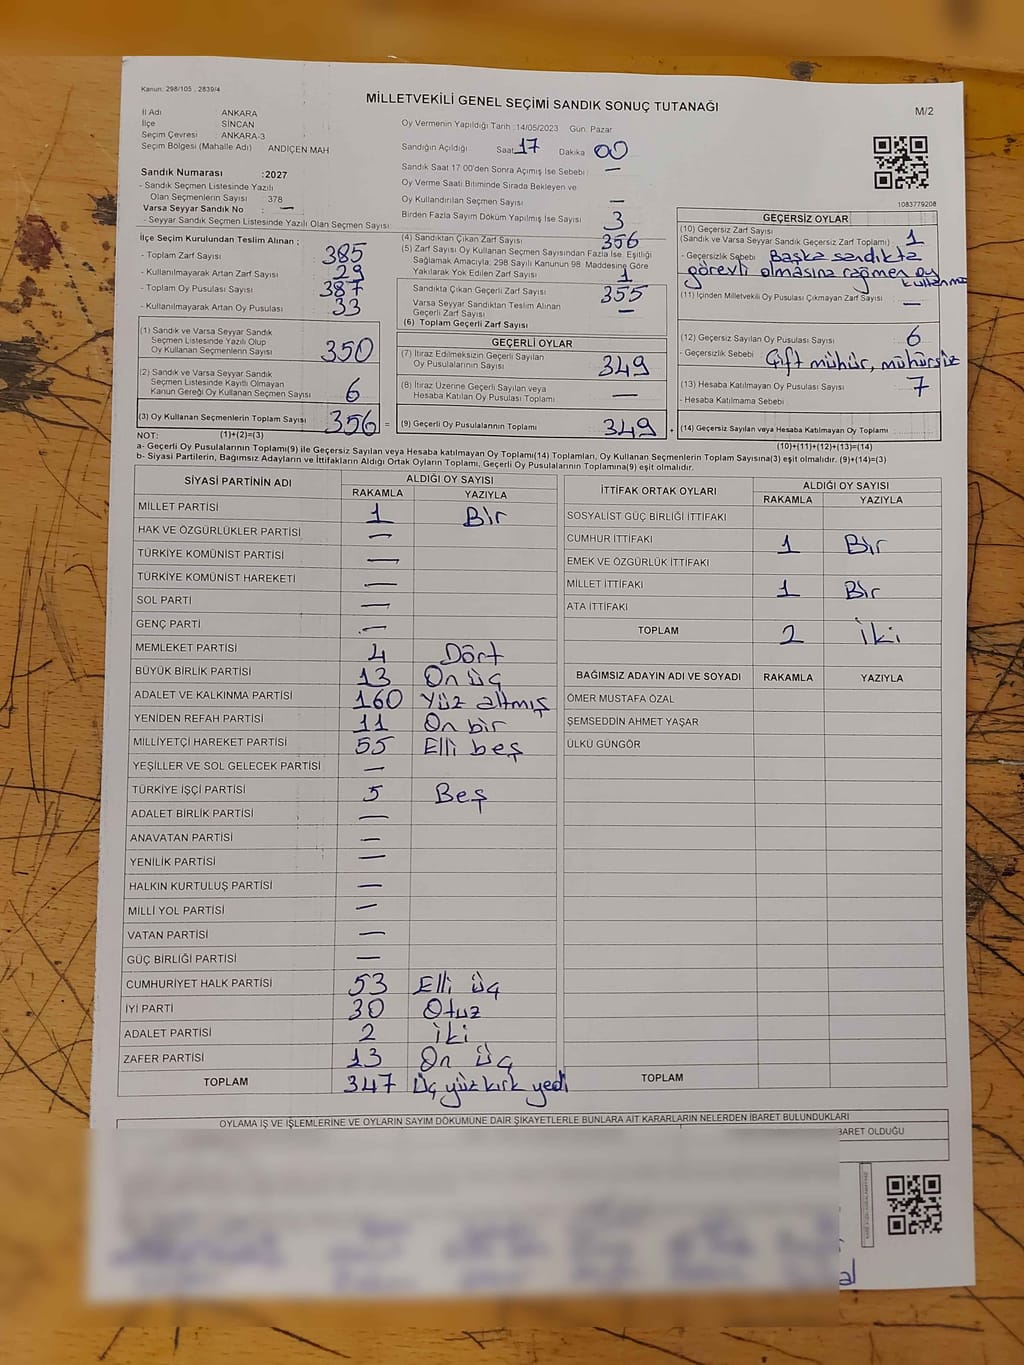 Kanun: 298/105 , 2839/4
MİLLETVEKİLİ GENEL SEÇİMİ SANDIK SONUÇ TUTANAĞI
M/2
İl Adı : ANKARA
İlçe : SİNCAN
Seçim Çevresi : ANKARA-3
Seçim Bölgesi (Mahalle Adı) ANDİÇEN MAH
Sandık Numarası :2027
- Sandık Seçmen Listesinde Yazılı
Olan Seçmenlerin Sayısı 378
Varsa Seyyar Sandık No : —
- Seyyar Sandık Seçmen Listesinde Yazılı Olan Seçmen Sayısı
Oy Vermenin Yapıldığı Tarih :14/05/2023 Gün: Pazar
Sandığın Açıldığı Saat 17 Dakika 00
Sandık Saat 17 00'den Sonra Açımış İse Sebebi : —
Oy Verme Saati Bitiminde Sırada Bekleyen ve
Oy Kullandırılan Seçmen Sayısı —
Birden Fazla Sayım Döküm Yapılmış İse Sayısı 3
1083779208
İlçe Seçim Kurulundan Teslim Alınan ;
- Toplam Zarf Sayısı 385
- Kullanılmayarak Artan Zarf Sayısı 29
- Toplam Oy Pusulası Sayısı 387
- Kullanılmayarak Artan Oy Pusulası 33
(1) Sandık ve Varsa Seyyar Sandık
Seçmen Listesinde Yazılı Olup
Oy Kullanan Seçmenlerin Sayısı 350
(2) Sandık ve Varsa Seyyar Sandık
Seçmen Listesinde Kayıtlı Olmayan
Kanun Gereği Oy Kullanan Seçmen Sayısı 6
(3) Oy Kullanan Seçmenlerin Toplam Sayısı 356 =
(4) Sandıktan Çıkan Zarf Sayısı 356
(5) Zarf Sayısı Oy Kullanan Seçmen Sayısından Fazla İse, Eşitliği
Sağlamak Amacıyla; 298 Sayılı Kanunun 98. Maddesine Göre
Yakılarak Yok Edilen Zarf Sayısı 1
Sandıkta Çıkan Geçerli Zarf Sayısı 355
Varsa Seyyar Sandıktan Teslim Alınan
Geçerli Zarf Sayısı —
(6) Toplam Geçerli Zarf Sayısı
GEÇERLİ OYLAR
(7) İtiraz Edilmeksizin Geçerli Sayılan
Oy Pusulalarının Sayısı 349
(8) İtiraz Üzerine Geçerli Sayılan veya
Hesaba Katılan Oy Pusulası Toplamı —
(9) Geçerli Oy Pusulalarının Toplamı 349 +
GEÇERSİZ OYLAR
(10) Geçersiz Zarf Sayısı
(Sandık ve Varsa Seyyar Sandık Geçersiz Zarf Toplamı) 1
- Geçersizlik Sebebi Başka sandıkta
görevli olmasına rağmen oy
kullanma
(11) İçinden Milletvekili Oy Pusulası Çıkmayan Zarf Sayısı : —
(12) Geçersiz Sayılan Oy Pusulası Sayısı 6
- Geçersizlik Sebebi Çift mühür, mühürsüz
(13) Hesaba Katılmayan Oy Pusulası Sayısı 7
- Hesaba Katılmama Sebebi
(14) Geçersiz Sayılan veya Hesaba Katılmayan Oy Toplamı
NOT: (1)+(2)=(3)
(10)+(11)+(12)+(13)=(14)
a- Geçerli Oy Pusulasının Toplamı(9) ile Geçersiz Sayılan veya Hesaba katılmayan Oy Toplamı(14) Toplamları, Oy Kullanan Seçmenlerin Toplam Sayısına(3) eşit olmalıdır. (9)+(14)=(3)
b- Siyasi Partilerin, Bağımsız Adayların ve İttifakların Aldığı Ortak Oyların Toplamı, Geçerli Oy Pusulalarının Toplamına(9) eşit olmalıdır.
SİYASİ PARTİNİN ADI ALDIĞI OY SAYISI
RAKAMLA YAZIYLA
MİLLET PARTİSİ 1 Bir
HAK VE ÖZGÜRLÜKLER PARTİSİ —
TÜRKİYE KOMÜNİST PARTİSİ —
TÜRKİYE KOMÜNİST HAREKETİ —
SOL PARTİ —
GENÇ PARTİ —
MEMLEKET PARTİSİ 4 Dört
BÜYÜK BİRLİK PARTİSİ 13 On üç
ADALET VE KALKINMA PARTİSİ 160 Yüz altmış
YENİDEN REFAH PARTİSİ 11 On bir
MİLLİYETÇİ HAREKET PARTİSİ 55 Elli beş
YEŞİLLER VE SOL GELECEK PARTİSİ —
TÜRKİYE İŞÇİ PARTİSİ 5 Beş
ADALET BİRLİK PARTİSİ —
ANAVATAN PARTİSİ —
YENİLİK PARTİSİ —
HALKIN KURTULUŞ PARTİSİ —
MİLLİ YOL PARTİSİ —
VATAN PARTİSİ —
GÜÇ BİRLİĞİ PARTİSİ —
CUMHURİYET HALK PARTİSİ 53 Elli üç
İYİ PARTİ 30 Otuz
ADALET PARTİSİ 2 iki
ZAFER PARTİSİ 13 On üç
TOPLAM 347 Üç yüz kırk yedi
İTTİFAK ORTAK OYLARI ALDIĞI OY SAYISI
RAKAMLA YAZIYLA
SOSYALİST GÜÇ BİRLİĞİ İTTİFAKI
CUMHUR İTTİFAKI 1 Bir
EMEK VE ÖZGÜRLÜK İTTİFAKI
MİLLET İTTİFAKI 1 Bir
ATA İTTİFAKI
TOPLAM 2 iki
BAĞIMSIZ ADAYIN ADI VE SOYADI RAKAMLA YAZIYLA
ÖMER MUSTAFA ÖZAL
ŞEMSEDDİN AHMET YAŞAR
ÜLKÜ GÜNGÖR
TOPLAM
OYLAMA İŞ VE İŞLEMLERİNE VE OYLARIN SAYIM DÖKÜMÜNE DAİR ŞİKAYETLERLE BUNLARA AİT KARARLARIN NELERDEN İBARET BULUNDUKLARI
BARET OLDUĞU